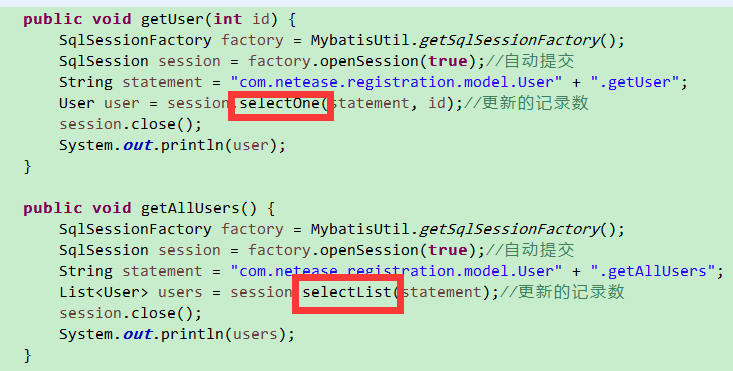 public void getUser(int id) {
SqlSessionFactory factory = MybatisUtil.getSqlSessionFactory();
SqlSession session = factory.openSession(true);//自动提交
String statement = "com.netease.registration.model.User" + ".getUser";
User user = session.selectOne(statement, id);//更新的记录数
session.close();
System.out.println(user);
}
public void getAllUsers() {
SqlSessionFactory factory = MybatisUtil.getSqlSessionFactory();
SqlSession session = factory.openSession(true);//自动提交
String statement = "com.netease.registration.model.User" + ".getAllUsers";
List<User> users = session.selectList(statement);//更新的记录数
session.close();
System.out.println(users);
}